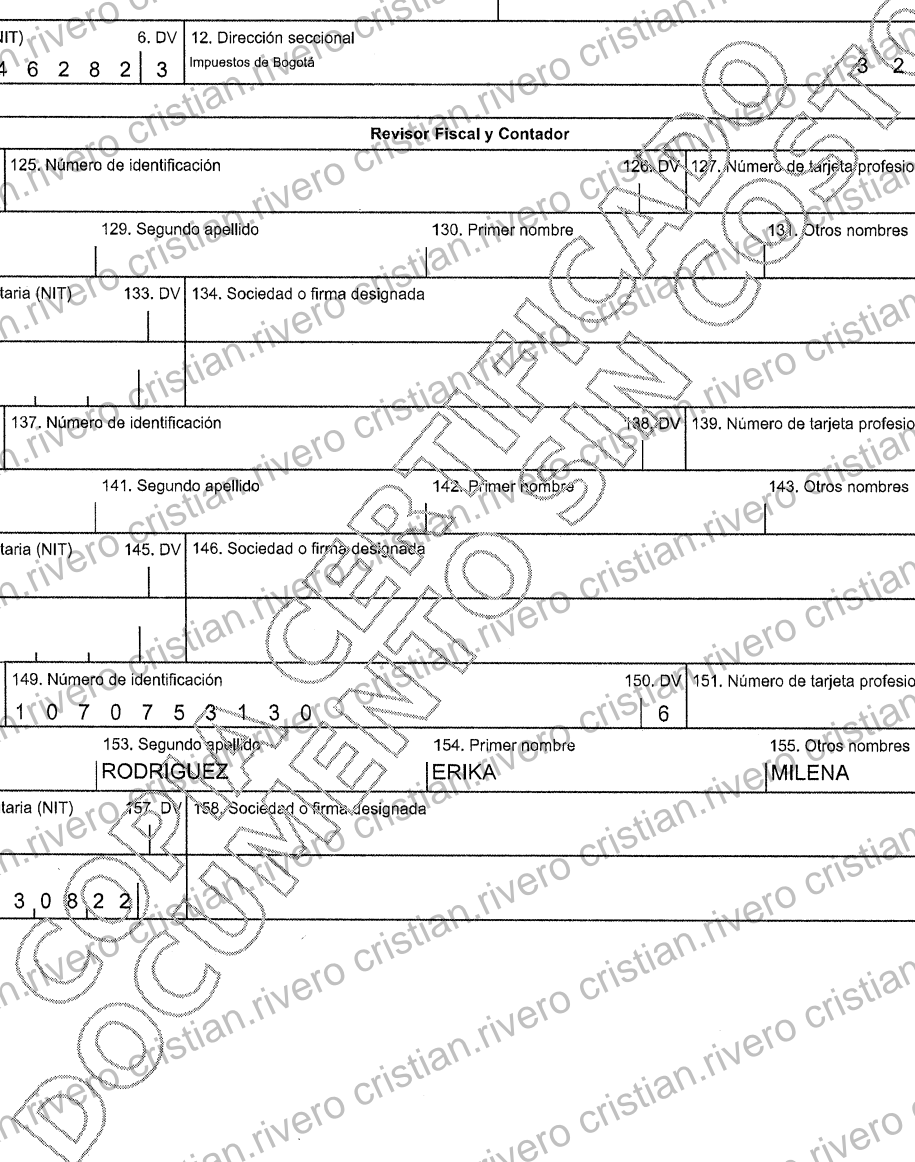 NIT) 6. DV 12. Dirección seccional
4 6 2 8 2 3 Impuestos de Bogotá 3 2
Revisor Fiscal y Contador
125. Número de identificación 126. DV 127. Número de tarjeta profesio
129. Segundo apellido 130. Primer nombre 131. Otros nombres
taria (NIT) 133. DV 134. Sociedad o firma designada
137. Número de identificación 138. DV 139. Número de tarjeta profesio
141. Segundo apellido 142. Primer nombre 143. Otros nombres
taria (NIT) 145. DV 146. Sociedad o firma designada
149. Número de identificación 150. DV 151. Número de tarjeta profesio
1 0 7 0 7 5 3 1 3 0 6
153. Segundo apellido 154. Primer nombre 155. Otros nombres
RODRIGUEZ ERIKA MILENA
taria (NIT) 157. DV 158. Sociedad o firma designada
3 0 8 2 2
COPIA CERTIFICADO
DOCUMENTO SIN COSTO
cristian.rivero cristian.rivero cristian.rivero cristian.rivero